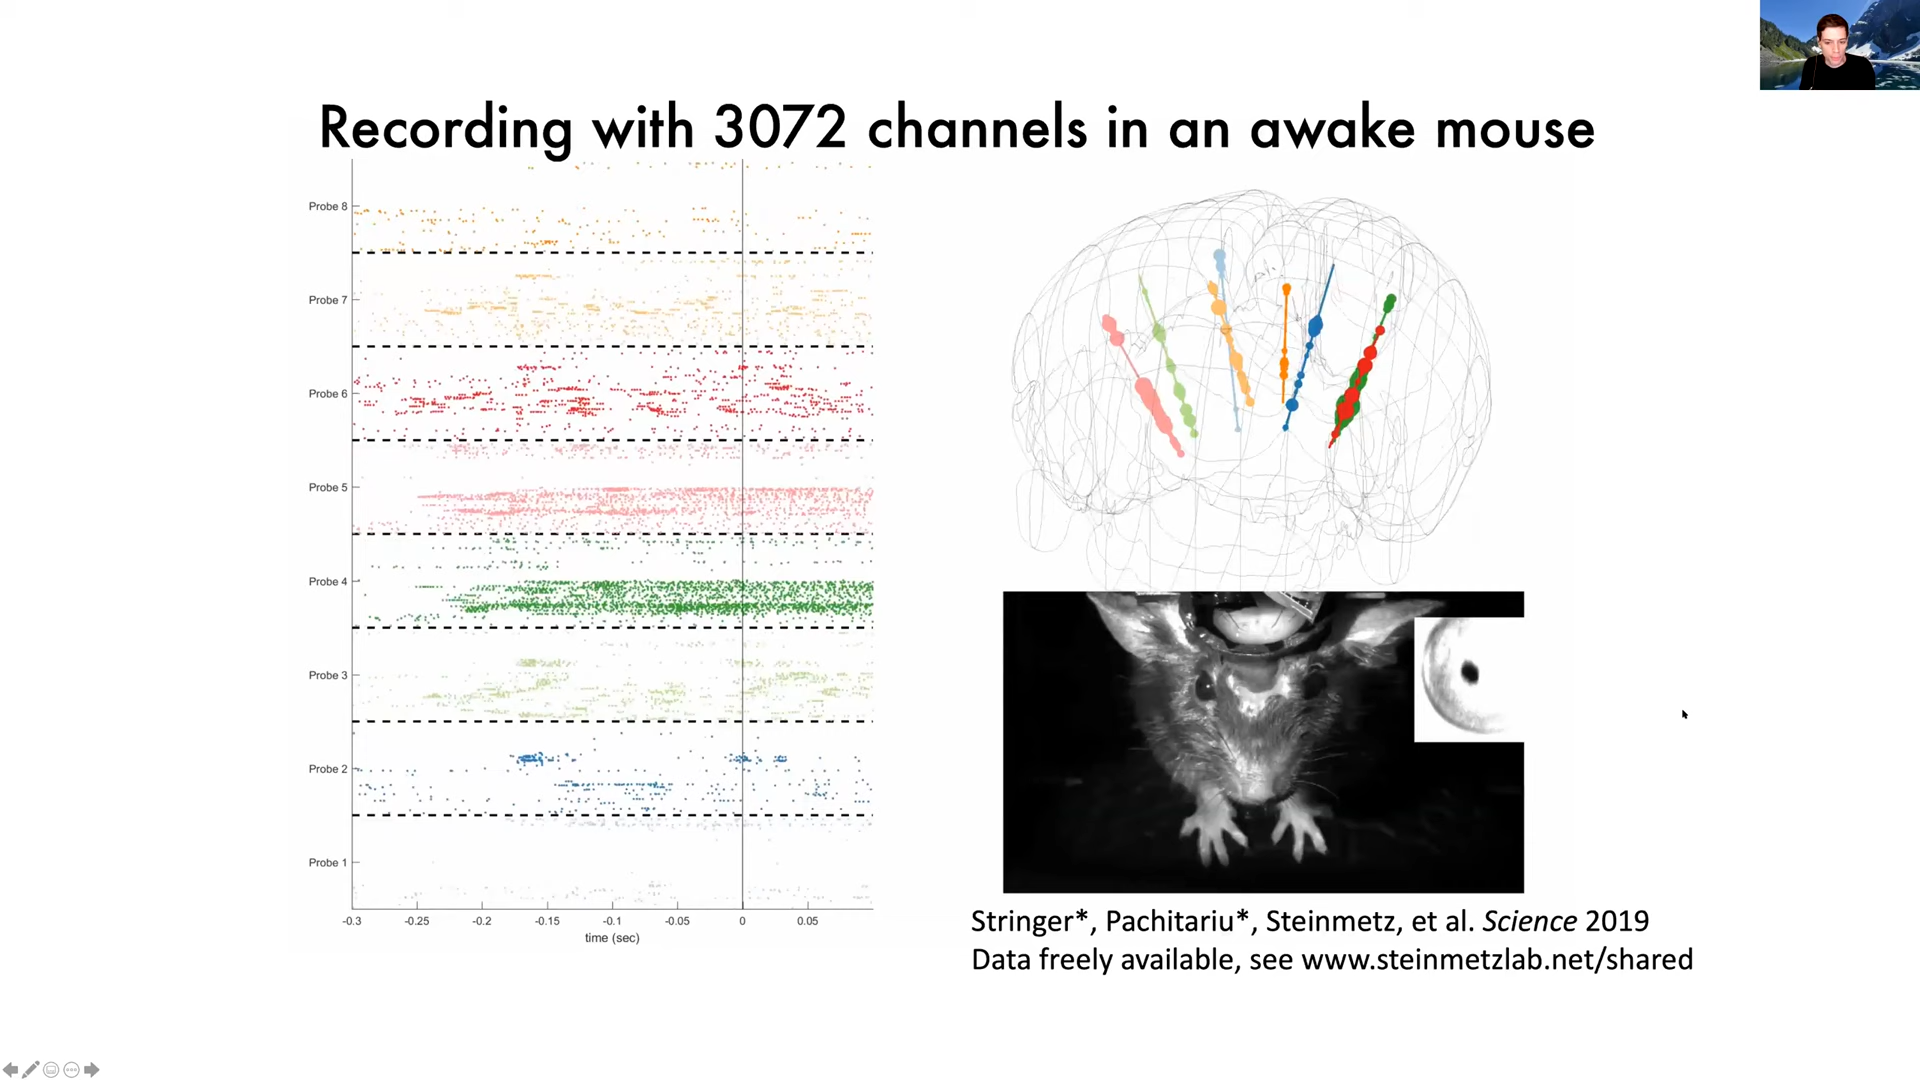 Recording with 3072 channels in an awake mouse
Probe 8
Probe 7
Probe 6
Probe 5
Probe 4
Probe 3
Probe 2
Probe 1
-0.3 -0.25 -0.2 -0.15 -0.1 -0.05 0 0.05
time (sec)
Stringer*, Pachitariu*, Steinmetz, et al. Science 2019
Data freely available, see www.steinmetzlab.net/shared